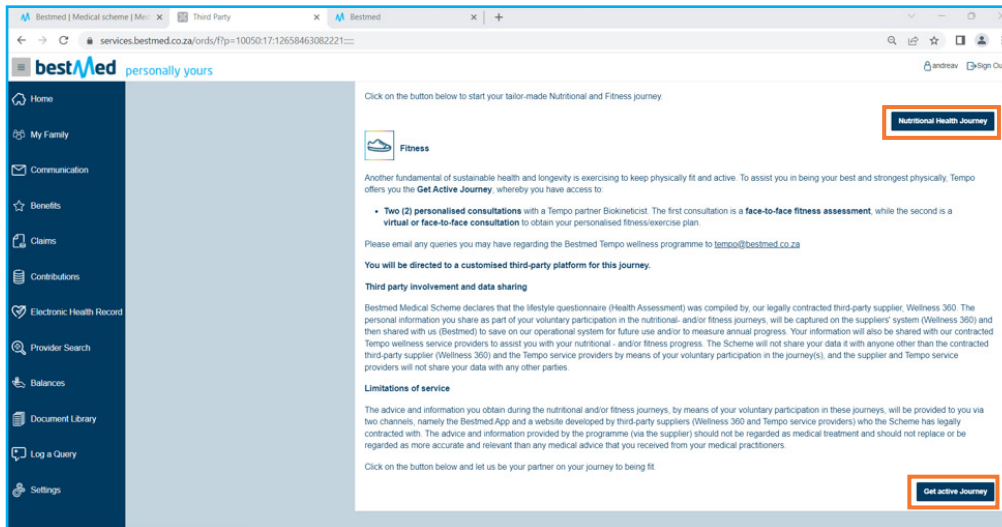 Bestmed | Medical scheme | Med
Third Party
Bestmed
services.bestmed.co.za/ords/f?p=10050:17:12658463082221:::::
bestMed personally yours
andreav
Sign Ou
Home
My Family
Communication
Benefits
Claims
Contributions
Electronic Health Record
Provider Search
Balances
Document Library
Log a Query
Settings
Click on the button below to start your tailor-made Nutritional and Fitness journey.
Nutritional Health Journey
Fitness
Another fundamental of sustainable health and longevity is exercising to keep physically fit and active. To assist you in being your best and strongest physically, Tempo
offers you the Get Active Journey, whereby you have access to:
• Two (2) personalised consultations with a Tempo partner Biokineticist. The first consultation is a face-to-face fitness assessment, while the second is a
virtual or face-to-face consultation to obtain your personalised fitness/exercise plan.
Please email any queries you may have regarding the Bestmed Tempo wellness programme to tempo@bestmed.co.za
You will be directed to a customised third-party platform for this journey.
Third party involvement and data sharing
Bestmed Medical Scheme declares that the lifestyle questionnaire (Health Assessment) was compiled by, our legally contracted third-party supplier, Wellness 360. The
personal information you share as part of your voluntary participation in the nutritional- and/or fitness journeys, will be captured on the suppliers' system (Wellness 360) and
then shared with us (Bestmed) to save on our operational system for future use and/or to measure annual progress. Your information will also be shared with our contracted
Tempo wellness service providers to assist you with your nutritional - and/or fitness progress. The Scheme will not share your data it with anyone other than the contracted
third-party supplier (Wellness 360) and the Tempo service providers by means of your voluntary participation in the journey(s), and the supplier and Tempo service
providers will not share your data with any other parties.
Limitations of service
The advice and information you obtain during the nutritional and/or fitness journeys, by means of your voluntary participation in these journeys, will be provided to you via
two channels, namely the Bestmed App and a website developed by third-party suppliers (Wellness 360 and Tempo service providers) who the Scheme has legally
contracted with. The advice and information provided by the programme (via the supplier) should not be regarded as medical treatment and should not replace or be
regarded as more accurate and relevant than any medical advice that you received from your medical practitioners.
Click on the button below and let us be your partner on your journey to being fit.
Get active Journey